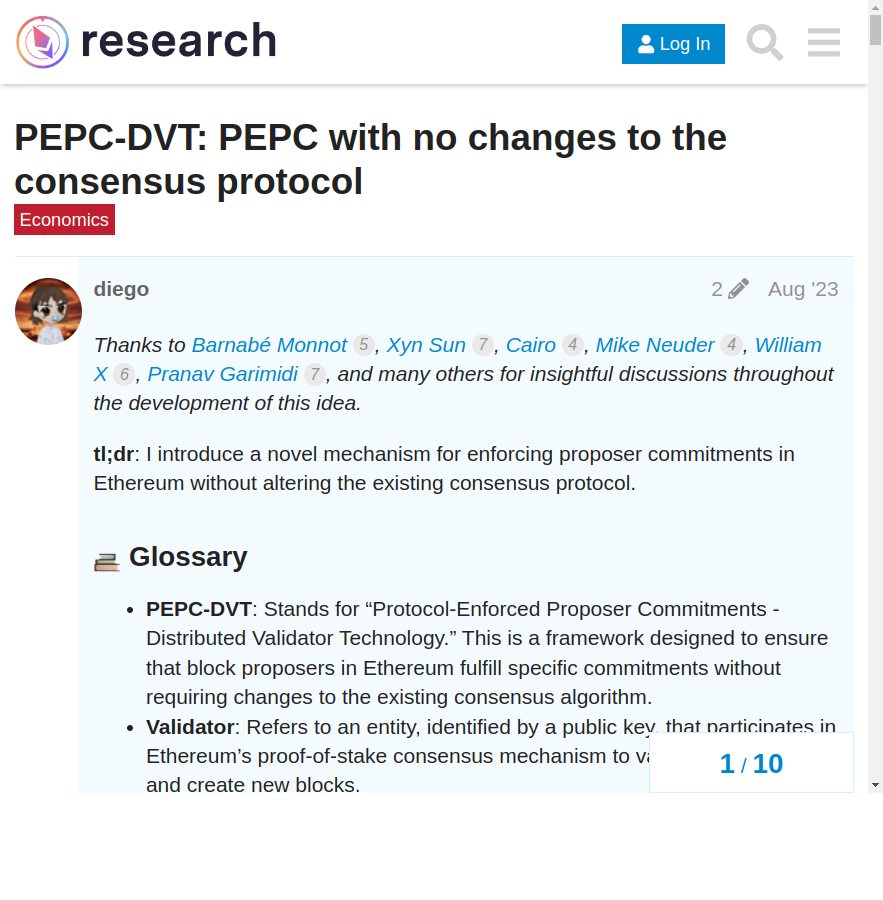 research
Log In
PEPC-DVT: PEPC with no changes to the
consensus protocol
Economics
diego 2 Aug '23
Thanks to Barnabé Monnot 5, Xyn Sun 7, Cairo 4, Mike Neuder 4, William
X 6, Pranav Garimidi 7, and many others for insightful discussions throughout
the development of this idea.
tl;dr: I introduce a novel mechanism for enforcing proposer commitments in
Ethereum without altering the existing consensus protocol.
Glossary
• PEPC-DVT: Stands for “Protocol-Enforced Proposer Commitments -
Distributed Validator Technology.” This is a framework designed to ensure
that block proposers in Ethereum fulfill specific commitments without
requiring changes to the existing consensus algorithm.
• Validator: Refers to an entity, identified by a public key, that participates in
Ethereum’s proof-of-stake consensus mechanism to
and create new blocks.
1 / 10